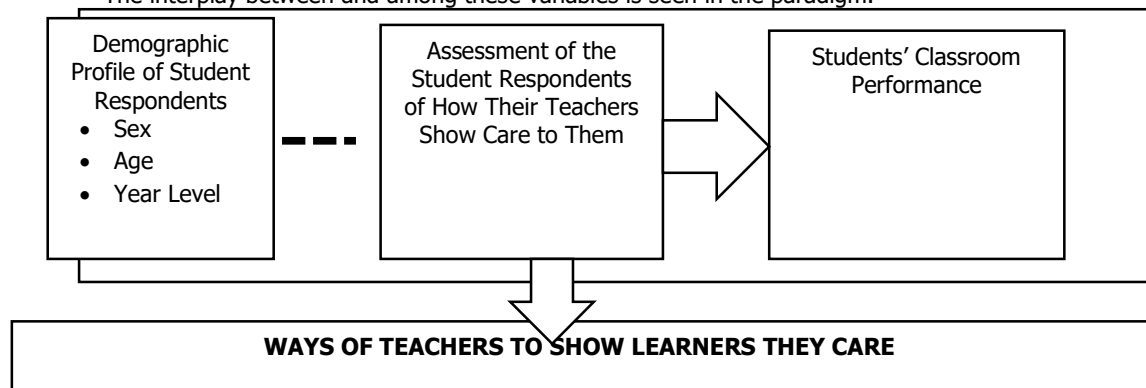 The interplay between and among these variables is seen in the paradigm.
Demographic
Profile of Student
Respondents
• Sex
• Age
• Year Level
Assessment of the
Student Respondents
of How Their Teachers
Show Care to Them
Students’ Classroom
Performance
WAYS OF TEACHERS TO SHOW LEARNERS THEY CARE